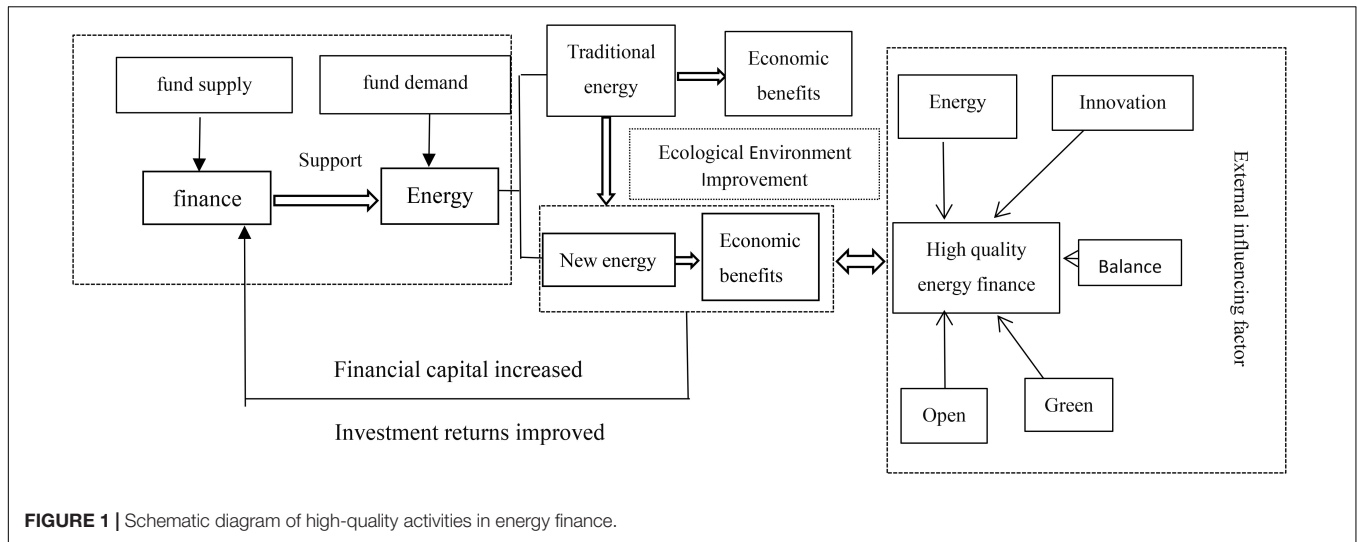 fund supply
fund demand
Support
finance
Energy
Traditional
energy
Economic
benefits
Ecological Environment
Improvement
New energy
Economic
benefits
Financial capital increased
Investment returns improved
Energy
Innovation
High quality
energy finance
Balance
Open
Green
External influencing factor
FIGURE 1 | Schematic diagram of high-quality activities in energy finance.